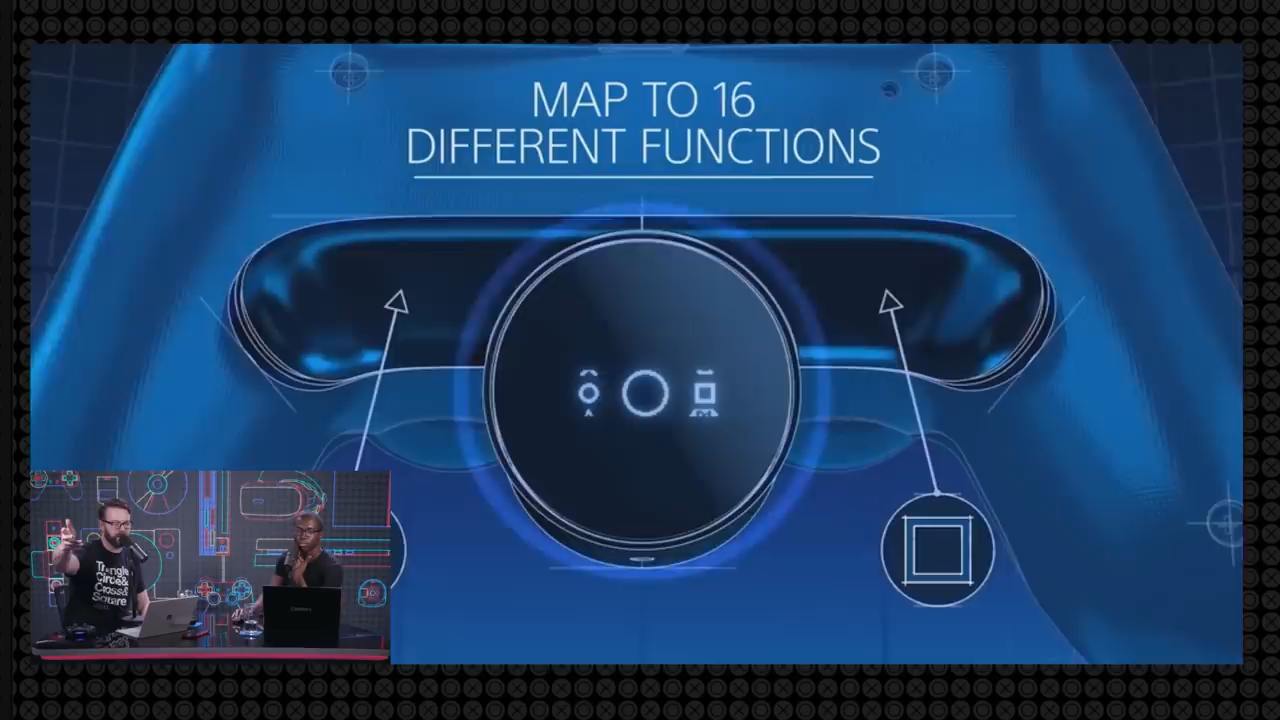 MAP TO 16
DIFFERENT FUNCTIONS
Triangle
Circle&
Cross&
Square